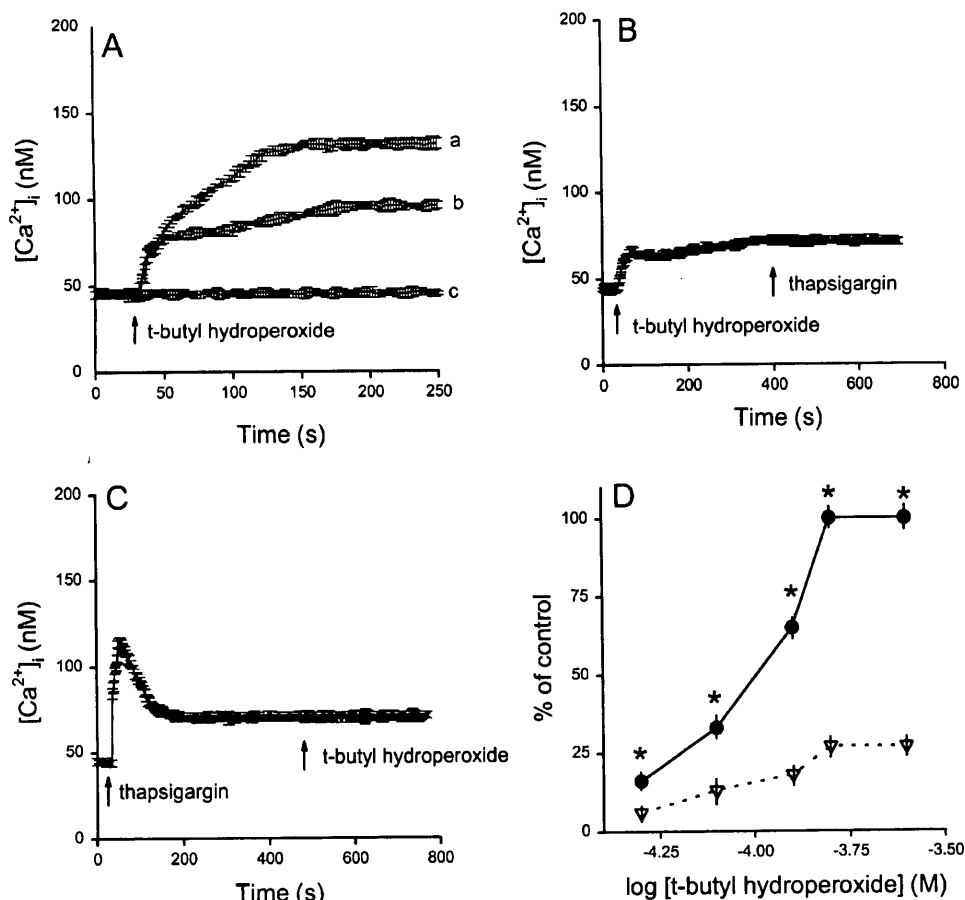 A
200
150
100
50
0
[Ca²⁺]ᵢ (nM)
a
b
c
t-butyl hydroperoxide
0 50 100 150 200 250
Time (s)
B
200
150
100
50
0
[Ca²⁺]ᵢ (nM)
thapsigargin
t-butyl hydroperoxide
0 200 400 600 800
Time (s)
C
200
150
100
50
0
[Ca²⁺]ᵢ (nM)
t-butyl hydroperoxide
thapsigargin
0 200 400 600 800
Time (s)
D
100
75
50
25
0
% of control
* * * * *
-4.25 -4.00 -3.75 -3.50
log [t-butyl hydroperoxide] (M)